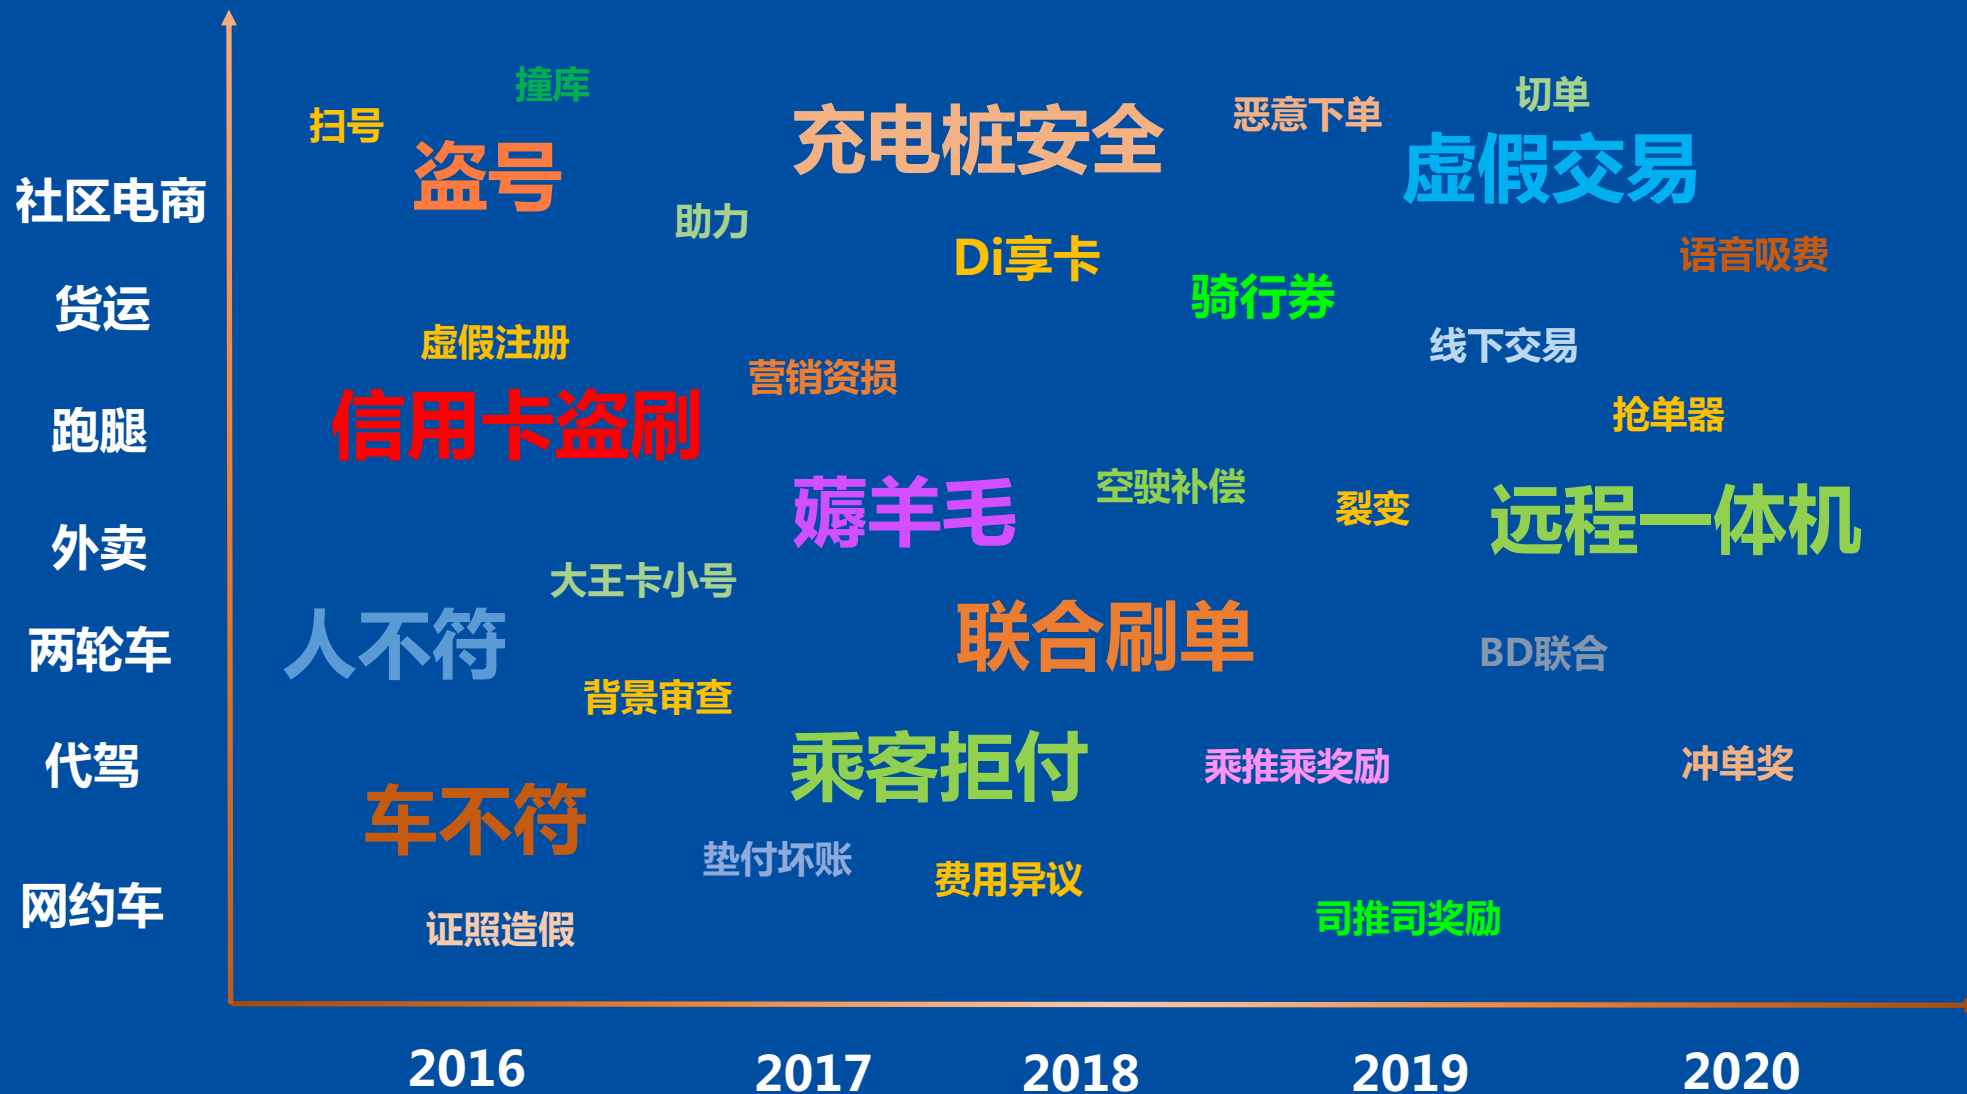 撞库
切单
扫号
恶意下单
充电桩安全
盗号
虚假交易
社区电商
助力
Di享卡
语音吸费
骑行券
货运
虚假注册
线下交易
营销资损
抢单器
信用卡盗刷
跑腿
空驶补偿
裂变
薅羊毛
远程一体机
外卖
大王卡小号
联合刷单
人不符
两轮车
BD联合
背景审查
乘客拒付
乘推乘奖励
冲单奖
代驾
车不符
垫付坏账
费用异议
网约车
司推司奖励
证照造假
2016
2017
2018
2019
2020